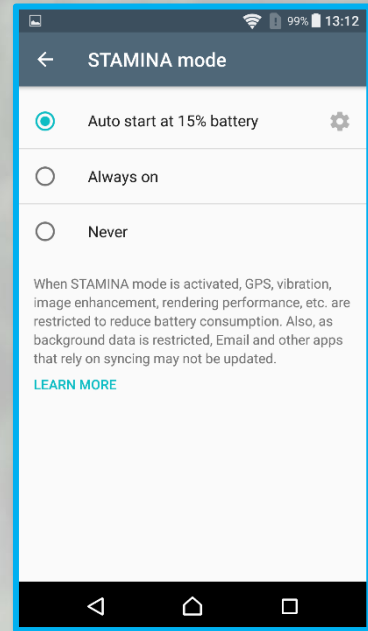 99% 13:12
STAMINA mode
Auto start at 15% battery
Always on
Never
When STAMINA mode is activated, GPS, vibration,
image enhancement, rendering performance, etc. are
restricted to reduce battery consumption. Also, as
background data is restricted, Email and other apps
that rely on syncing may not be updated.
LEARN MORE